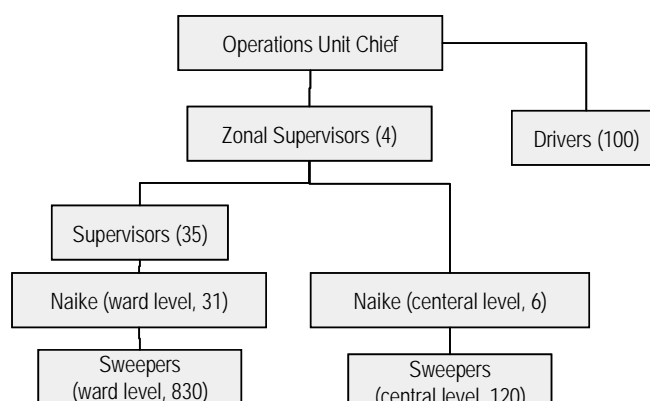 Operations Unit Chief
Zonal Supervisors (4)
Drivers (100)
Supervisors (35)
Naike (ward level, 31)
Naike (centeral level, 6)
Sweepers
(ward level, 830)
Sweepers
(central level, 120)